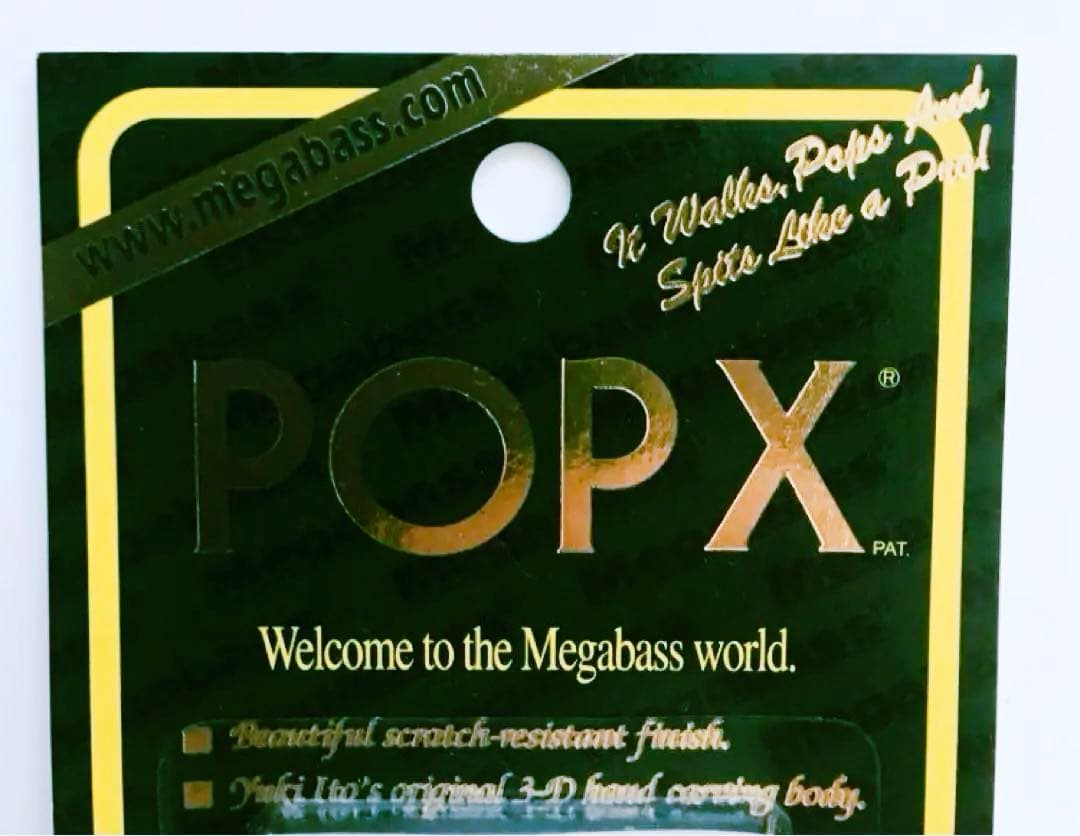 www.megabass.com
It Walks, Pops And
Spits Like a Pro!
POPX®
PAT.
Welcome to the Megabass world.
Beautiful scratch-resistant finish.
Yuki Ito's original 3-D hand carving body.